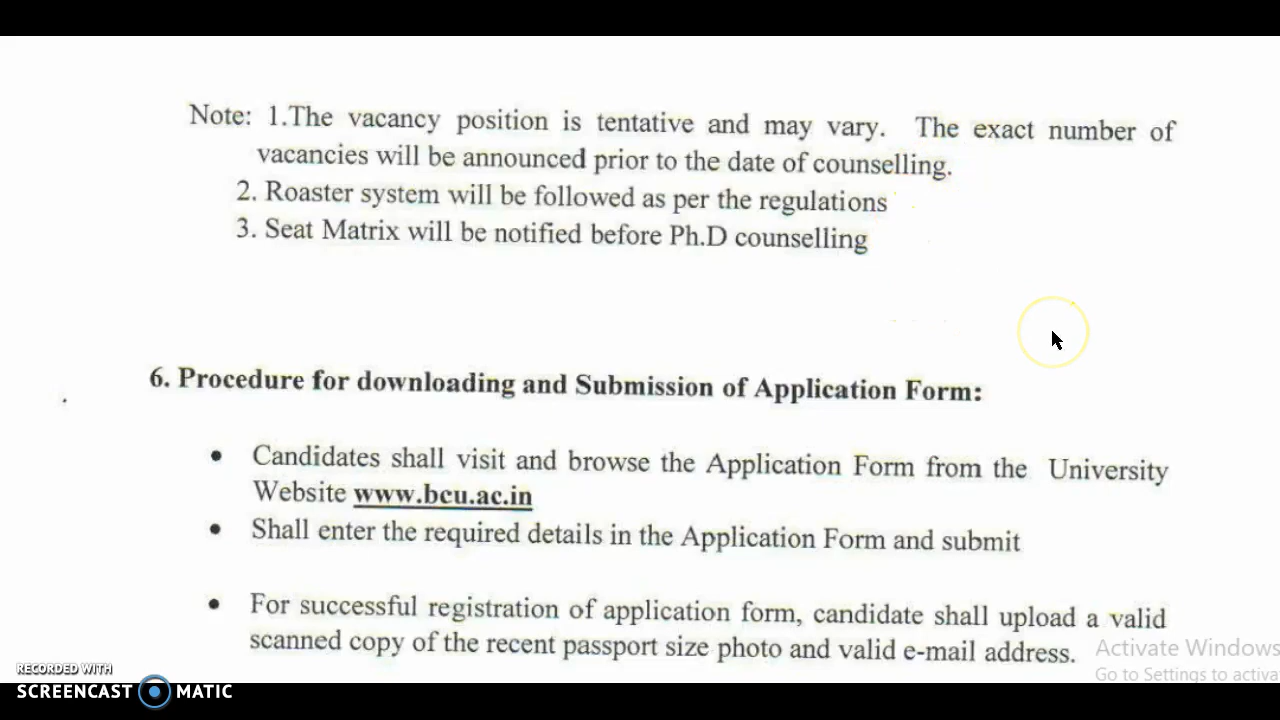 Note: 1.The vacancy position is tentative and may vary. The exact number of
vacancies will be announced prior to the date of counselling.
2. Roaster system will be followed as per the regulations
3. Seat Matrix will be notified before Ph.D counselling
6. Procedure for downloading and Submission of Application Form:
• Candidates shall visit and browse the Application Form from the University
Website www.bcu.ac.in
• Shall enter the required details in the Application Form and submit
• For successful registration of application form, candidate shall upload a valid
scanned copy of the recent passport size photo and valid e-mail address.
Activate Windows
Go to Settings to activa
RECORDED WITH
SCREENCAST MATIC